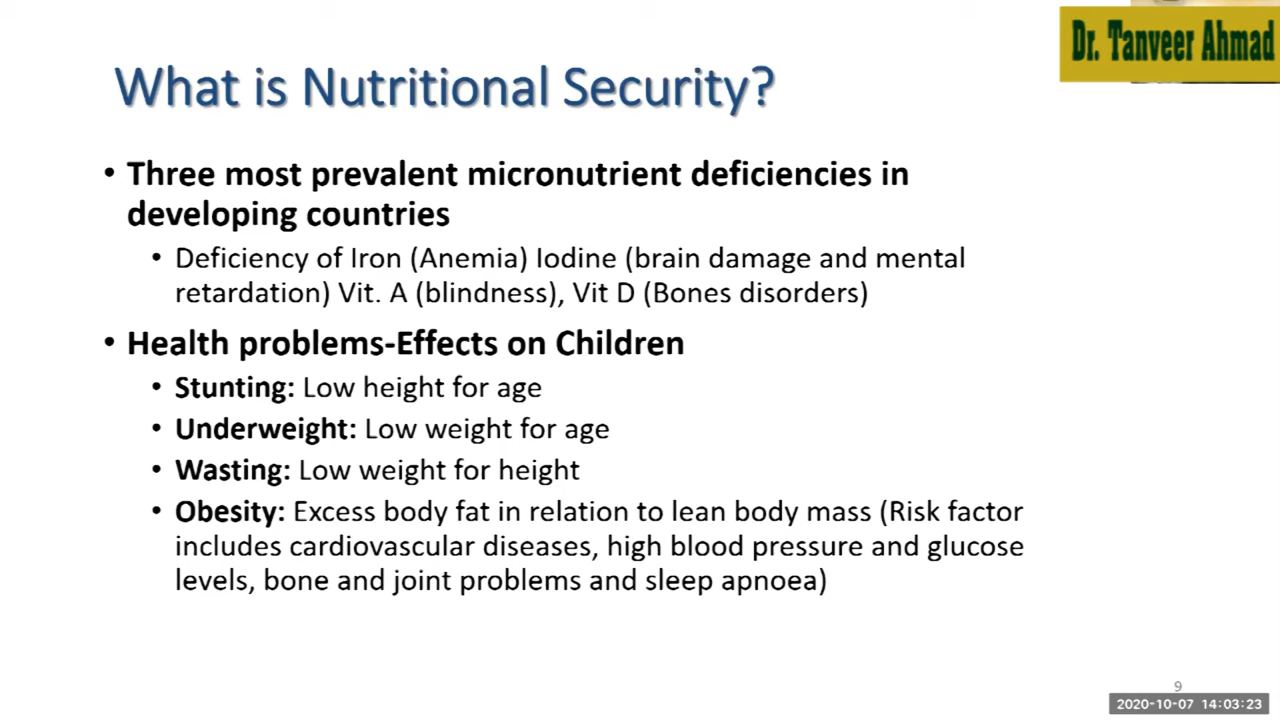 Dr. Tanveer Ahmad
What is Nutritional Security?
• Three most prevalent micronutrient deficiencies in
developing countries
• Deficiency of Iron (Anemia) Iodine (brain damage and mental
retardation) Vit. A (blindness), Vit D (Bones disorders)
• Health problems-Effects on Children
• Stunting: Low height for age
• Underweight: Low weight for age
• Wasting: Low weight for height
• Obesity: Excess body fat in relation to lean body mass (Risk factor
includes cardiovascular diseases, high blood pressure and glucose
levels, bone and joint problems and sleep apnoea)
9
2020-10-07 14:03:23